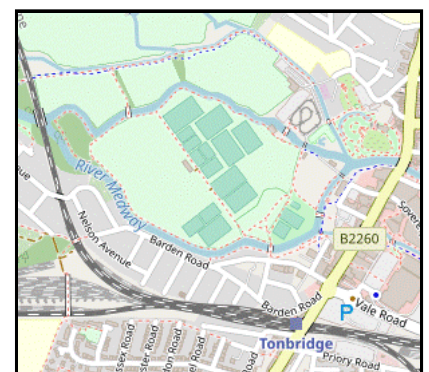 River Medway
Nelson Avenue
Barden Road
B2260
Barden Road
P
Vale Road
Tonbridge
Priory Road